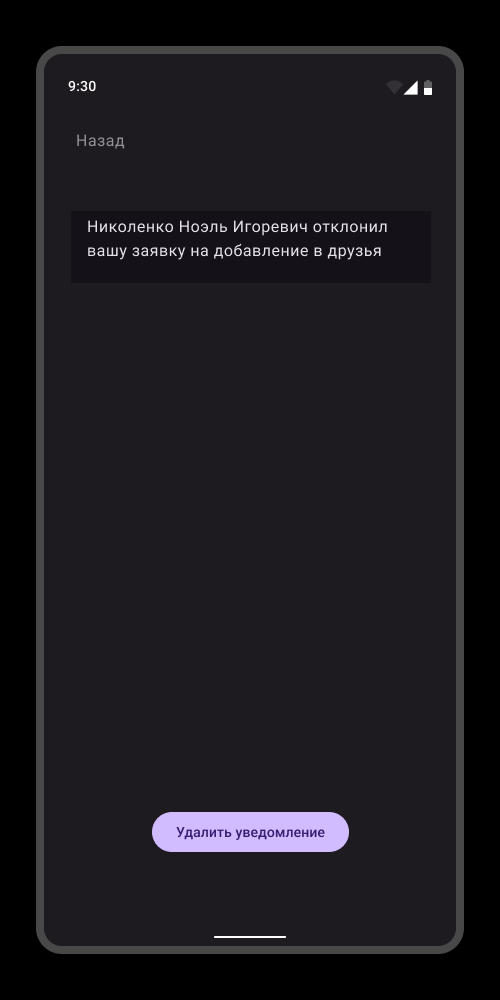 9:30
Назад
Николенко Ноэль Игоревич отклонил
вашу заявку на добавление в друзья
Удалить уведомление